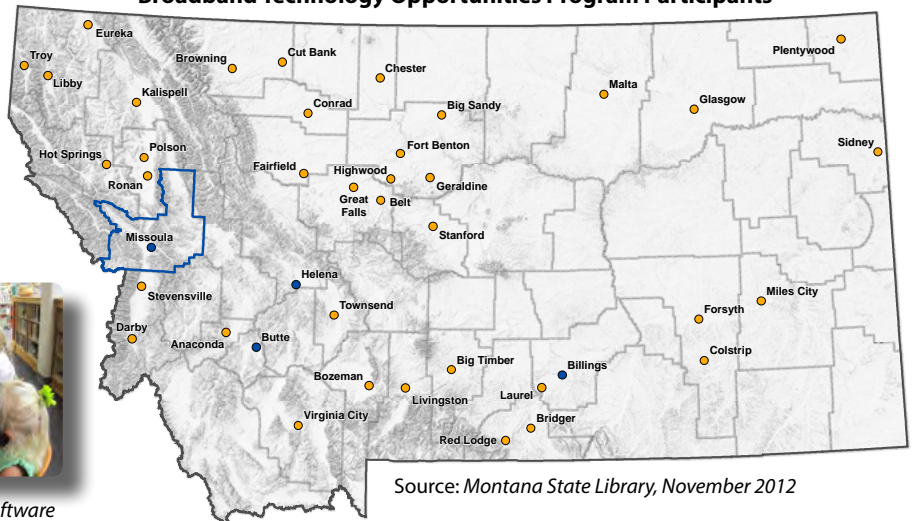 Broadband Technology Opportunities Program Participants
Eureka
Troy
Libby
Kalispell
Browning
Cut Bank
Chester
Conrad
Big Sandy
Malta
Glasgow
Plentywood
Sidney
Hot Springs
Polson
Ronan
Fairfield
Highwood
Fort Benton
Geraldine
Great
Falls
Belt
Stanford
Missoula
Helena
Stevensville
Townsend
Darby
Anaconda
Butte
Forsyth
Miles City
Colstrip
Bozeman
Livingston
Big Timber
Laurel
Billings
Virginia City
Bridger
Red Lodge
Source: Montana State Library, November 2012
ftware